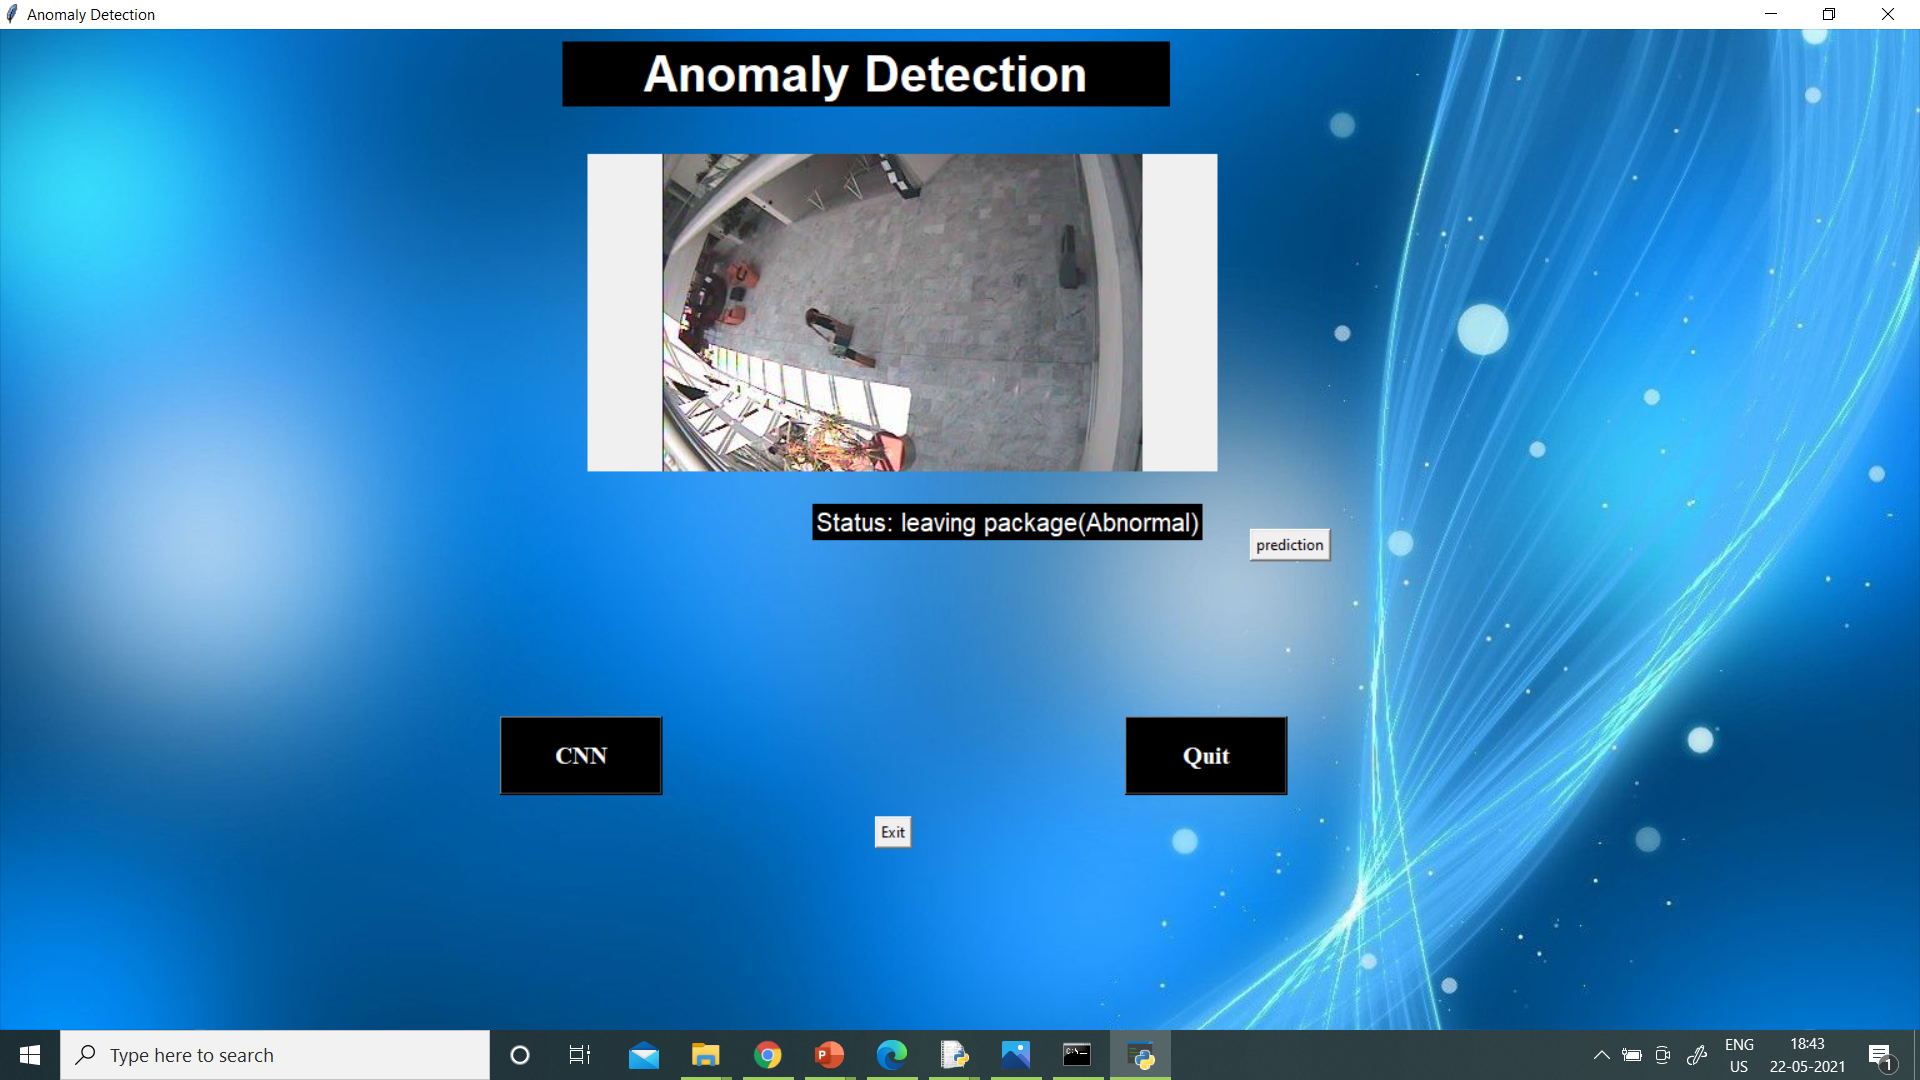 Anomaly Detection
Anomaly Detection
Status: leaving package(Abnormal)
prediction
CNN
Quit
Exit
Type here to search
P
C:\
ENG
US
18:43
22-05-2021
1